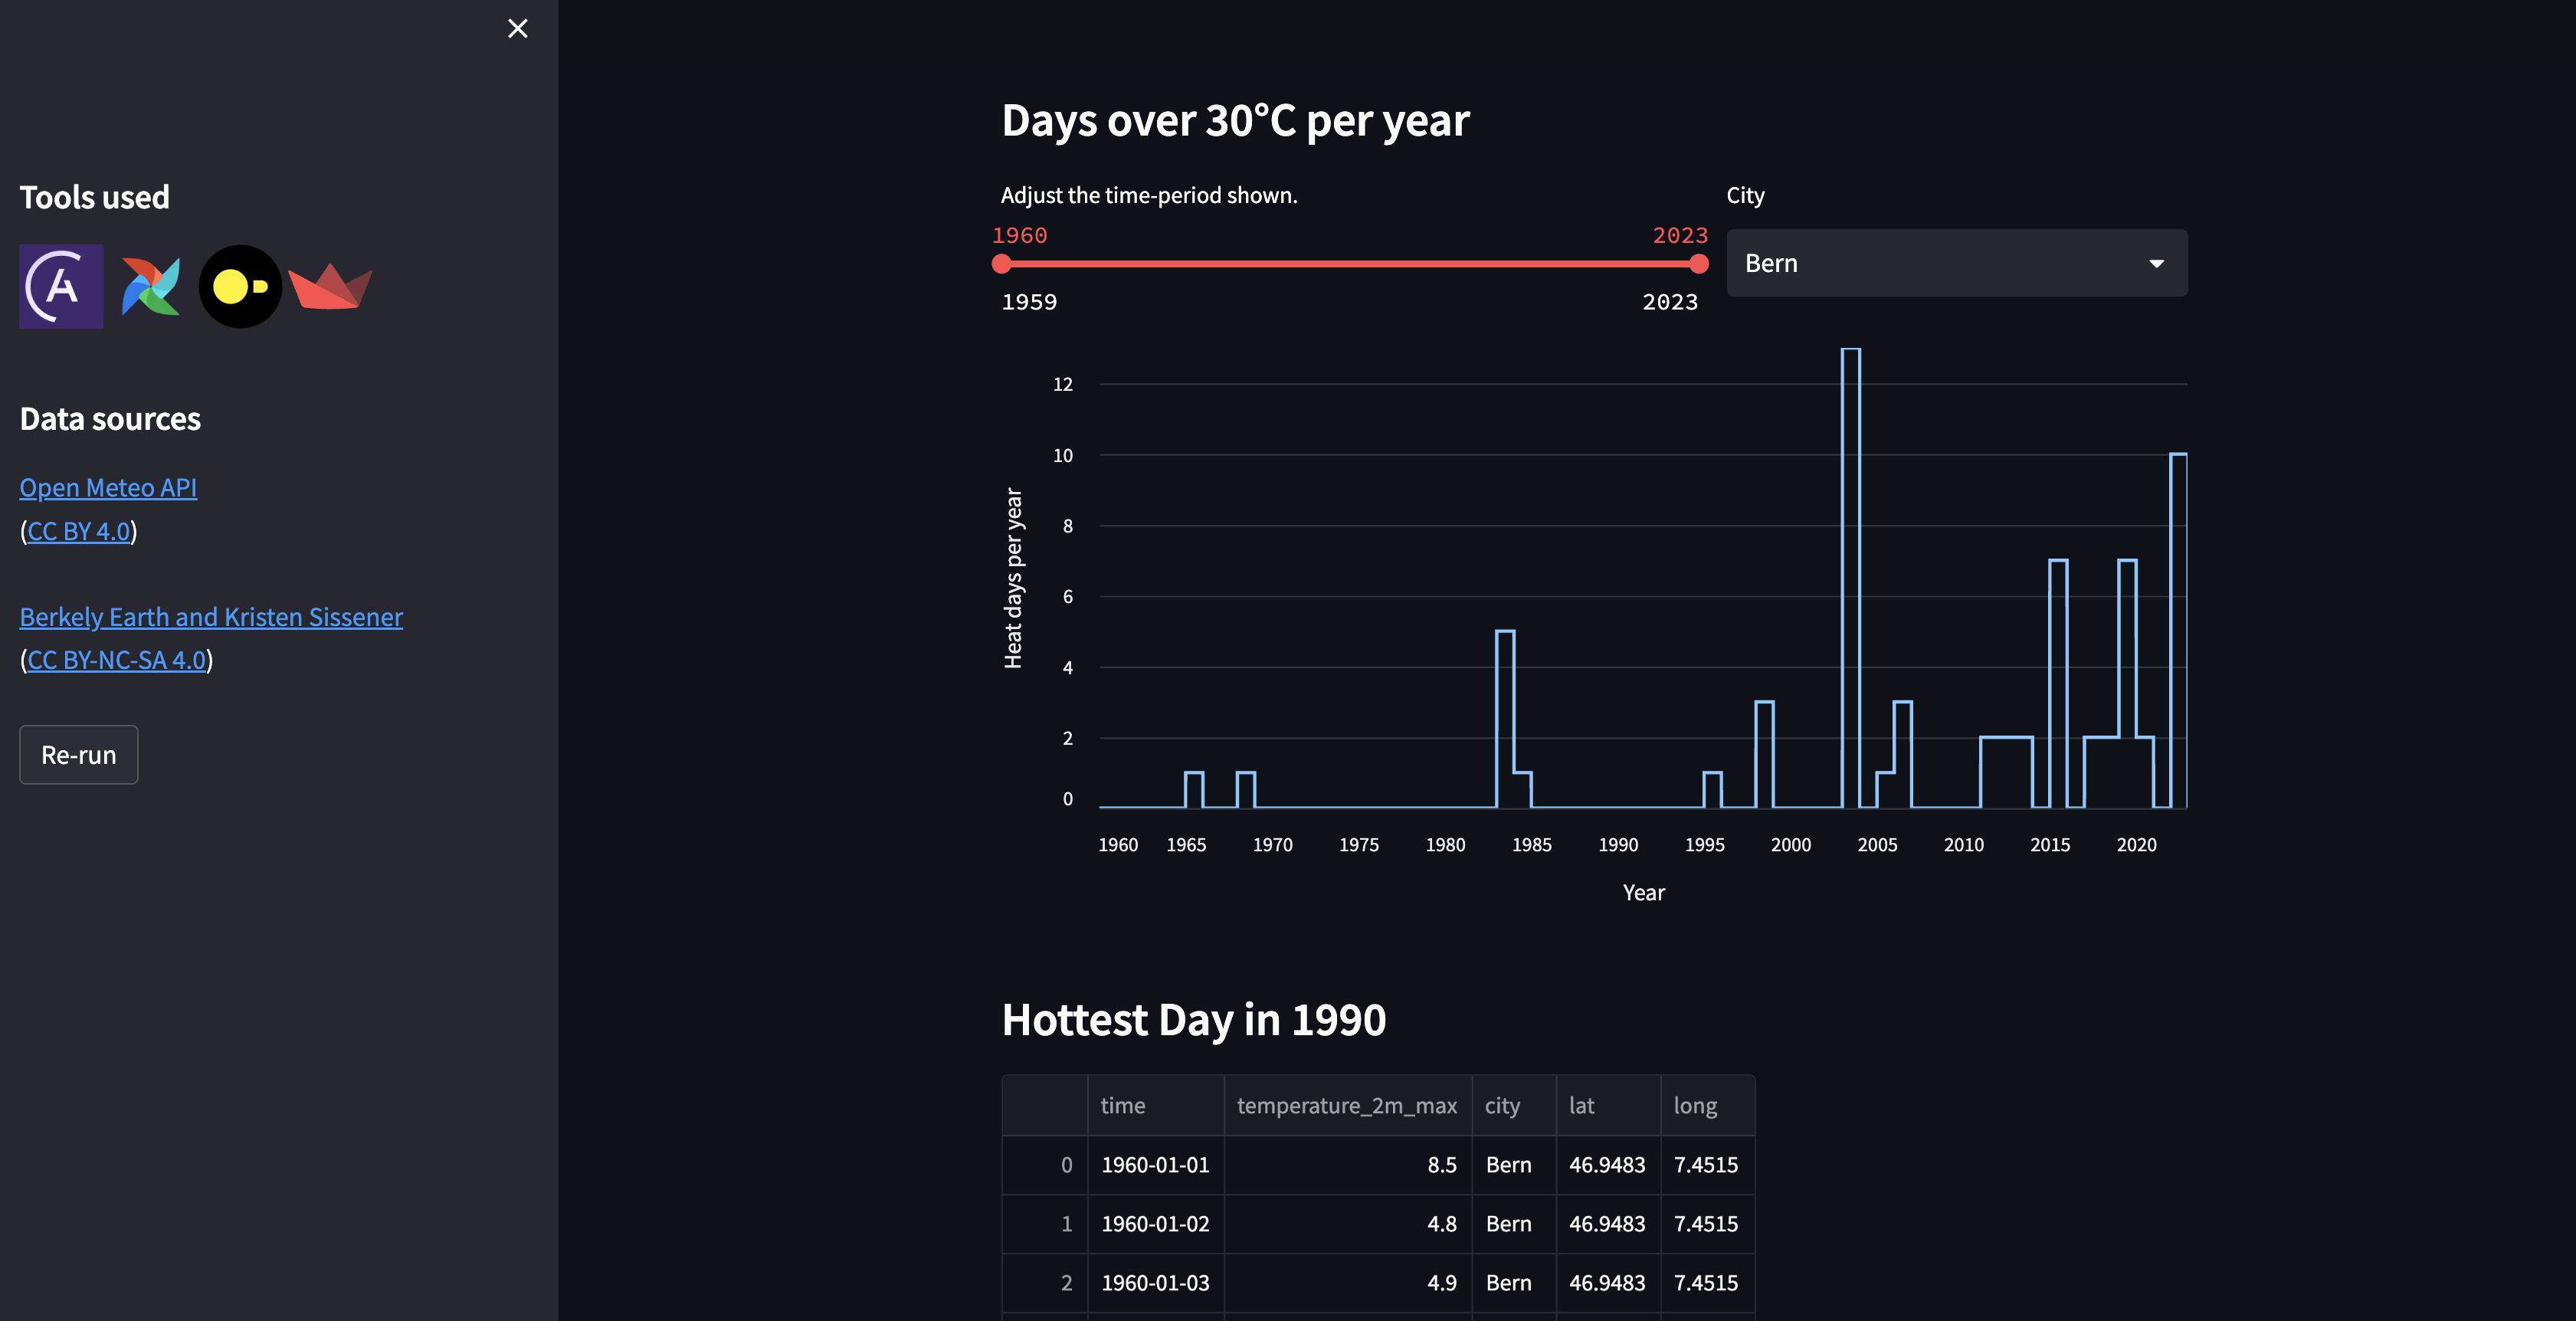 Tools used
Data sources
Open Meteo API
(CC BY 4.0)
Berkely Earth and Kristen Sissener
(CC BY-NC-SA 4.0)
Re-run
Days over 30°C per year
Adjust the time-period shown.
1960 2023
1959 2023
City
Bern
12
10
8
6
4
2
0
Heat days per year
1960 1965 1970 1975 1980 1985 1990 1995 2000 2005 2010 2015 2020
Year
Hottest Day in 1990
time temperature_2m_max city lat long
0 1960-01-01 8.5 Bern 46.9483 7.4515
1 1960-01-02 4.8 Bern 46.9483 7.4515
2 1960-01-03 4.9 Bern 46.9483 7.4515